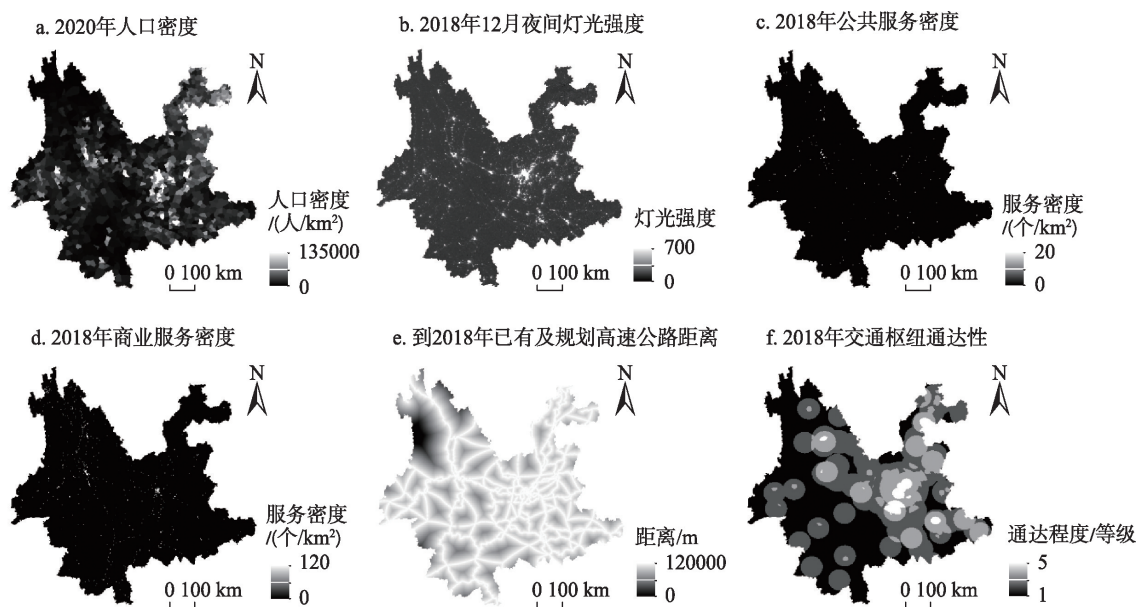 a. 2020年人口密度
N
人口密度
/(人/km²)
135000
0
0 100 km
b. 2018年12月夜间灯光强度
N
灯光强度
700
0
0 100 km
c. 2018年公共服务密度
N
服务密度
/(个/km²)
20
0
0 100 km
d. 2018年商业服务密度
N
服务密度
/(个/km²)
120
0
0 100 km
e. 到2018年已有及规划高速公路距离
N
距离/m
120000
0
0 100 km
f. 2018年交通枢纽通达性
N
通达程度/等级
5
1
0 100 km